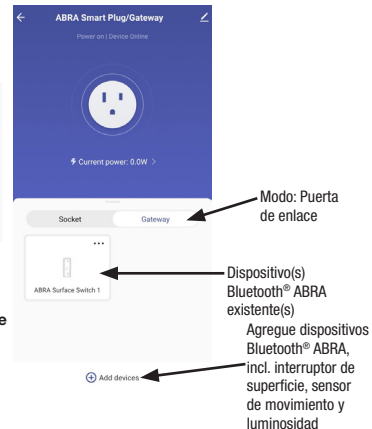 ABRA Smart Plug/Gateway
Power on | Device Online
Current power: 0.0W >
Socket
Gateway
ABRA Surface Switch 1
Add devices
e
Modo: Puerta
de enlace
Dispositivo(s)
Bluetooth® ABRA
existente(s)
Agregue dispositivos
Bluetooth® ABRA,
incl. interruptor de
superficie, sensor
de movimiento y
luminosidad